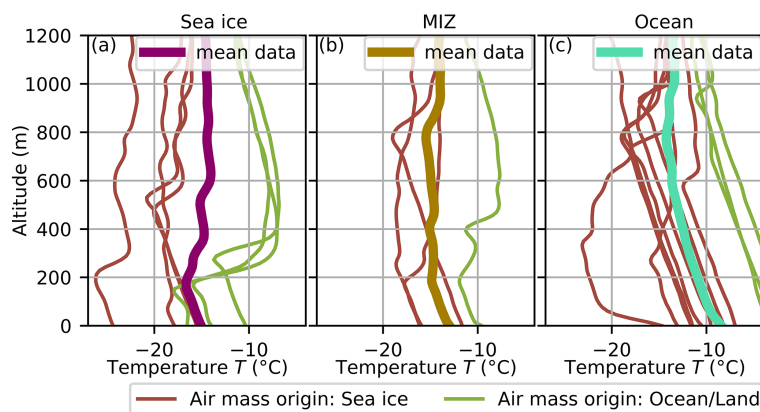 Sea ice MIZ Ocean
(a) mean data (b) mean data (c) mean data
1200
1000
800
600
400
200
0
Altitude (m)
−20 −10 −20 −10 −20 −10
Temperature T (°C) Temperature T (°C) Temperature T (°C)
Air mass origin: Sea ice Air mass origin: Ocean/Land